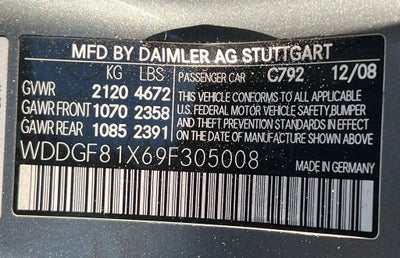 MFD BY DAIMLER AG STUTTGART
KG LBS PASSENGER CAR C792 12/08
GVWR 2120 4672 THIS VEHICLE CONFORMS TO ALL APPLICABLE
GAWR FRONT 1070 2358 U.S. FEDERAL MOTOR VEHICLE SAFETY, BUMPER, AND
GAWR REAR 1085 2391 THEFT PREVENTION STANDARDS IN EFFECT ON THE DATE OF MANUFACTURE SHOWN ABOVE.
WDDGF81X69F305008
MADE IN GERMANY